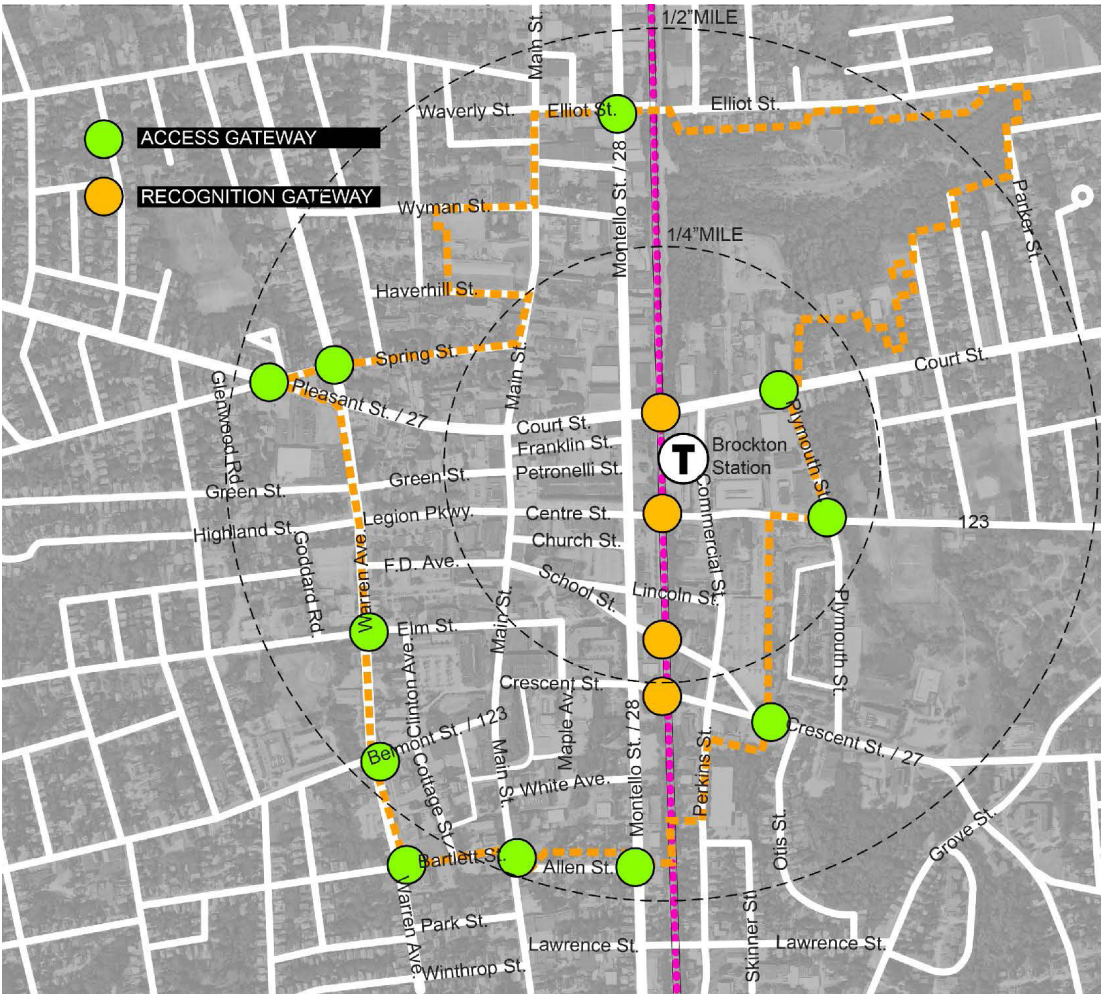 1/2”MILE
Main St.
Waverly St.
Elliot St.
Elliot St.
ACCESS GATEWAY
RECOGNITION GATEWAY
Montello St. / 28
Wyman St.
Parker St.
1/4”MILE
Haverhill St.
Spring St.
Main St.
Court St.
Glenwood Rd.
Pleasant St. / 27
Plymouth St.
Court St.
Franklin St.
T
Brockton
Station
Green St.
Petronelli St.
Green St.
Commercial St.
Legion Pkwy.
Centre St.
123
Highland St.
Goddard Rd.
Warren Ave.
Church St.
F.D. Ave.
School St.
Lincoln St.
Main St.
Plymouth St.
Elm St.
Clinton Ave.
Crescent St.
Maple Av.
Montello St. / 28
Belmont St. / 123
Crescent St. / 27
Perkins St.
Main St.
Cottage St.
White Ave.
Otis St.
Grove St.
Bartlett St.
Allen St.
Warren Ave.
Park St.
Skinner St.
Lawrence St.
Lawrence St.
Winthrop St.